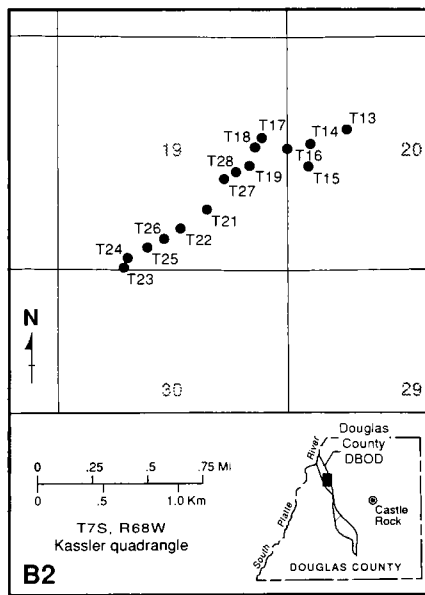 T17
T13
T18
T14
19
20
T16
T28
T19
T15
T27
T21
T26
T22
T24
T25
T23
N
30
29
0 .25 .5 .75 MI
0 .5 1.0 Km
T7S, R68W
Kassler quadrangle
B2
Douglas
County
DBOD
River
Platte
South
Castle
Rock
DOUGLAS COUNTY